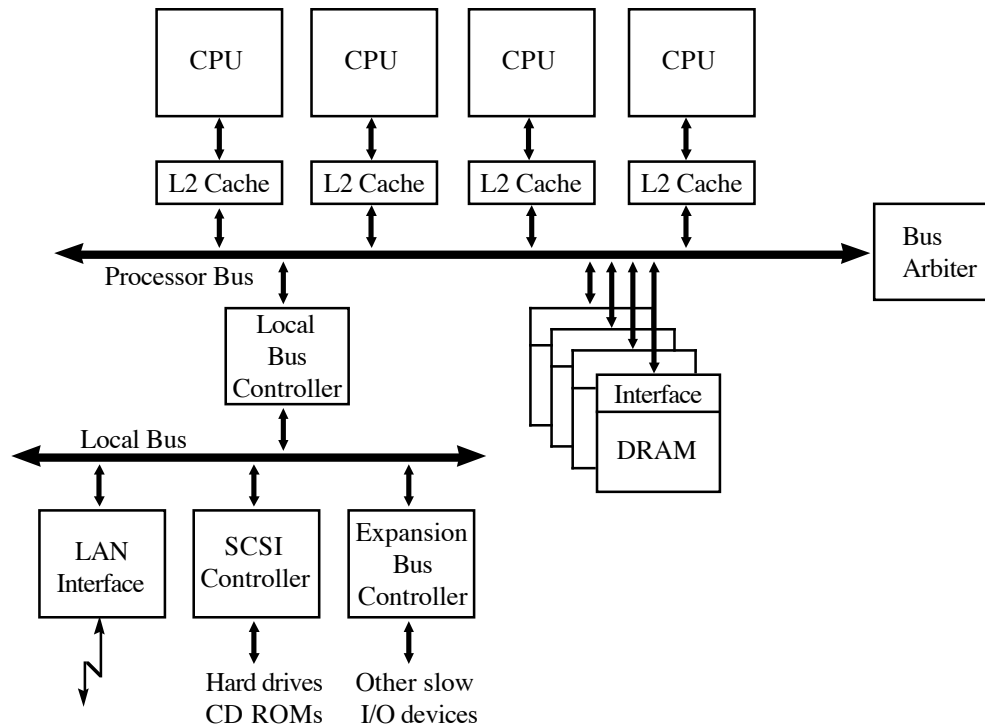 CPU
CPU
CPU
CPU
L2 Cache
L2 Cache
L2 Cache
L2 Cache
Bus
Arbiter
Processor Bus
Local
Bus
Controller
Interface
DRAM
Local Bus
LAN
Interface
SCSI
Controller
Expansion
Bus
Controller
Hard drives
CD ROMs
Other slow
I/O devices